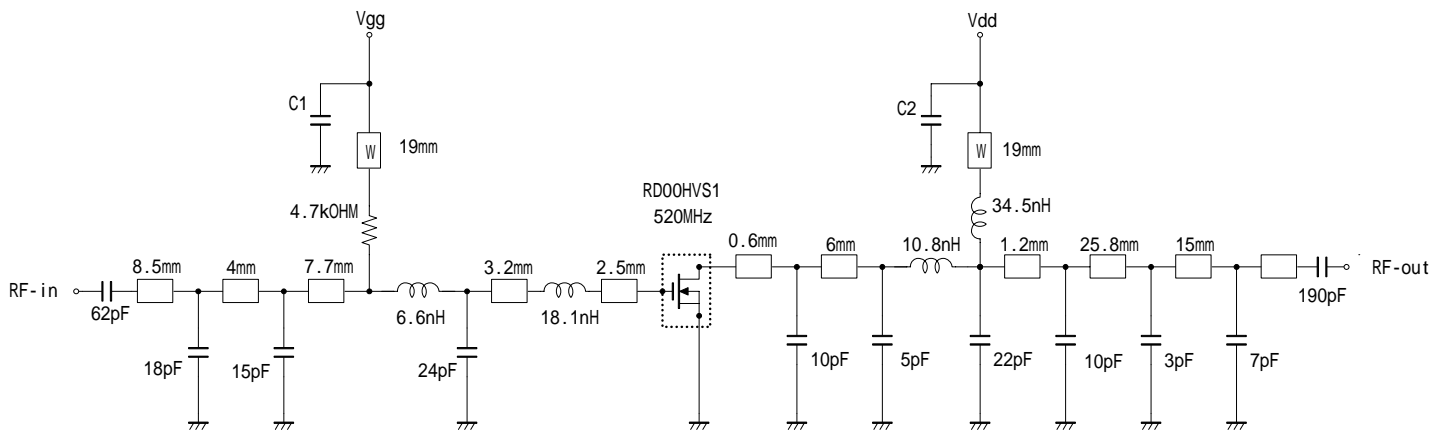 Vgg
Vdd
C1
C2
W
19mm
W
19mm
RD00HVS1
520MHz
4.7kOHM
34.5nH
0.6mm
6mm
10.8nH
1.2mm
25.8mm
15mm
8.5mm
4mm
7.7mm
3.2mm
2.5mm
RF-in
RF-out
62pF
6.6nH
18.1nH
190pF
18pF
15pF
24pF
10pF
5pF
22pF
10pF
3pF
7pF